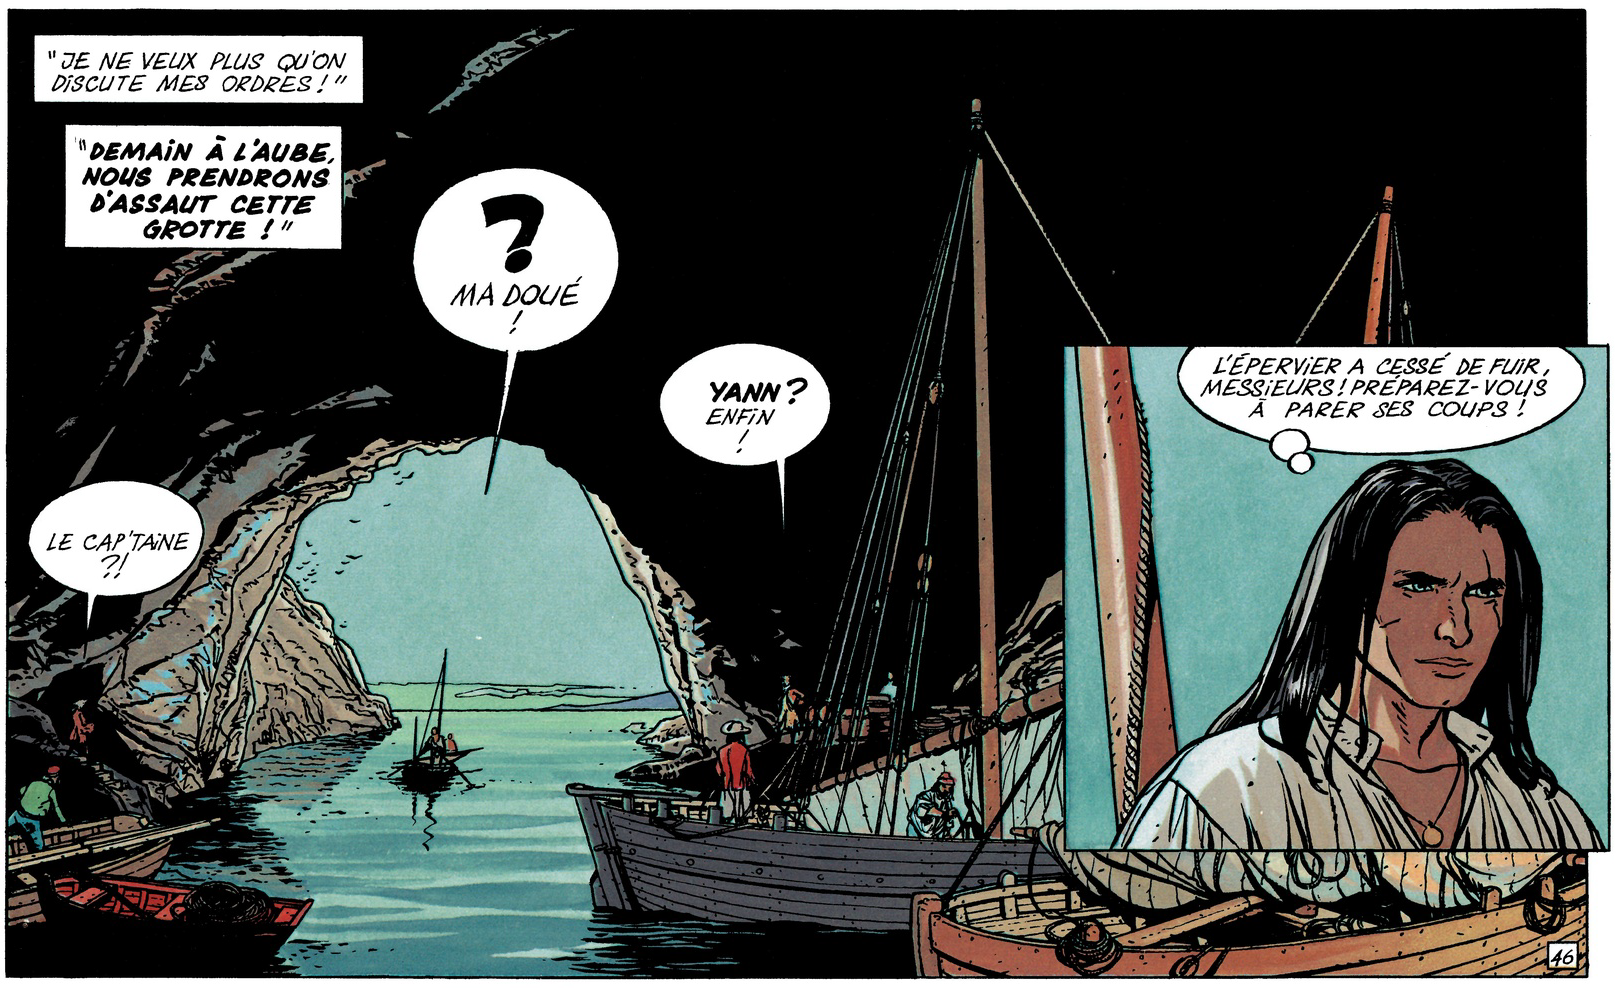 "JE NE VEUX PLUS QU'ON
DISCUTE MES ORDRES!"
"DEMAIN À L'AUBE,
NOUS PRENDRONS
D'ASSAUT CETTE
GROTTE !"
?
MA DOUÉ
!
YANN?
ENFIN
!
LE CAP'TAINE
?!
L'ÉPERVIER A CESSÉ DE FUIR,
MESSIEURS! PRÉPAREZ-VOUS
À PARER SES COUPS !
46